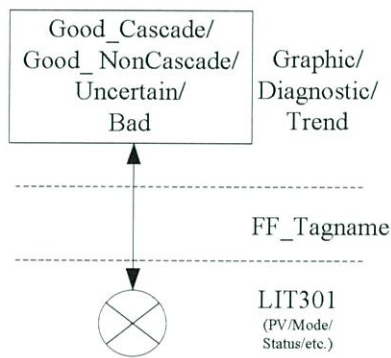 Good_Cascade/
Good_ NonCascade/
Uncertain/
Bad
Graphic/
Diagnostic/
Trend
FF_Tagname
LIT301
(PV/Mode/
Status/etc.)